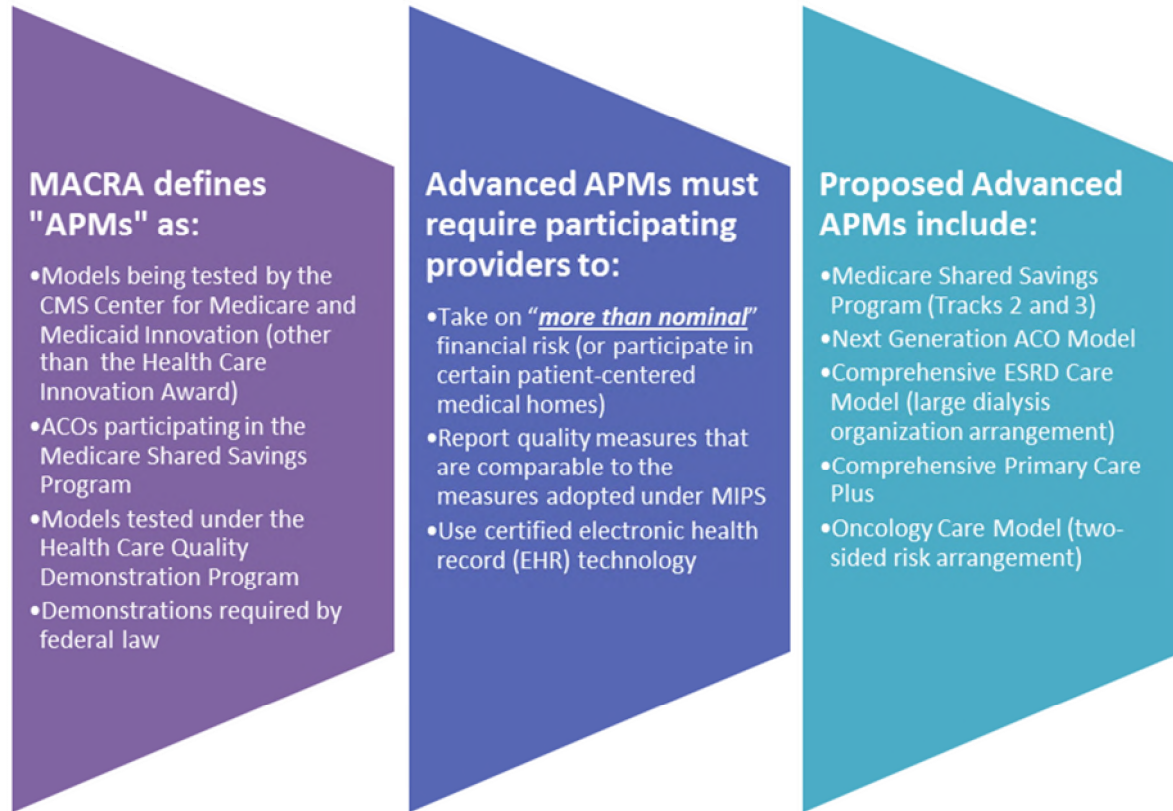 MACRA defines
"APMs" as:
•Models being tested by the
CMS Center for Medicare and
Medicaid Innovation (other
than the Health Care
Innovation Award)
•ACOs participating in the
Medicare Shared Savings
Program
•Models tested under the
Health Care Quality
Demonstration Program
•Demonstrations required by
federal law
Advanced APMs must
require participating
providers to:
•Take on “more than nominal”
financial risk (or participate in
certain patient-centered
medical homes)
•Report quality measures that
are comparable to the
measures adopted under MIPS
•Use certified electronic health
record (EHR) technology
Proposed Advanced
APMs include:
•Medicare Shared Savings
Program (Tracks 2 and 3)
•Next Generation ACO Model
•Comprehensive ESRD Care
Model (large dialysis
organization arrangement)
•Comprehensive Primary Care
Plus
•Oncology Care Model (two-
sided risk arrangement)